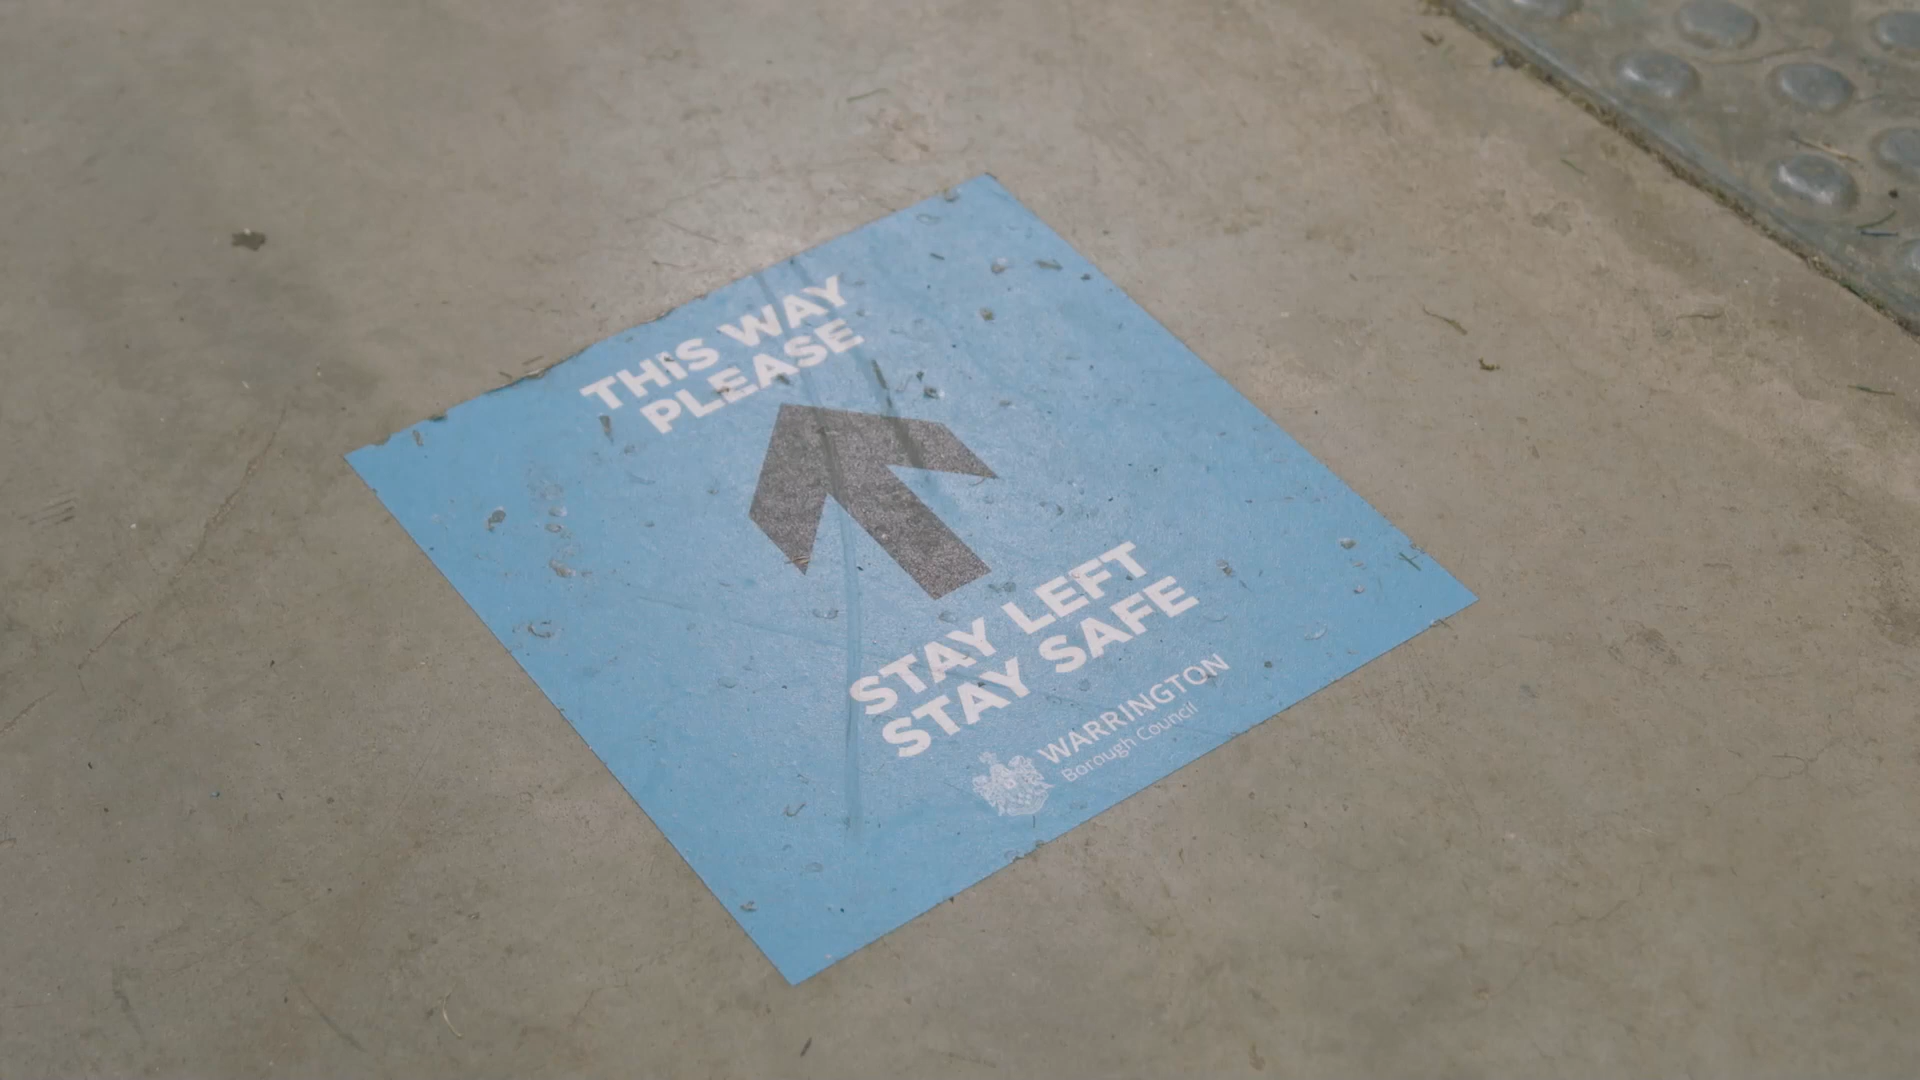 THIS WAY
PLEASE
STAY LEFT
STAY SAFE
WARRINGTON
Borough Council